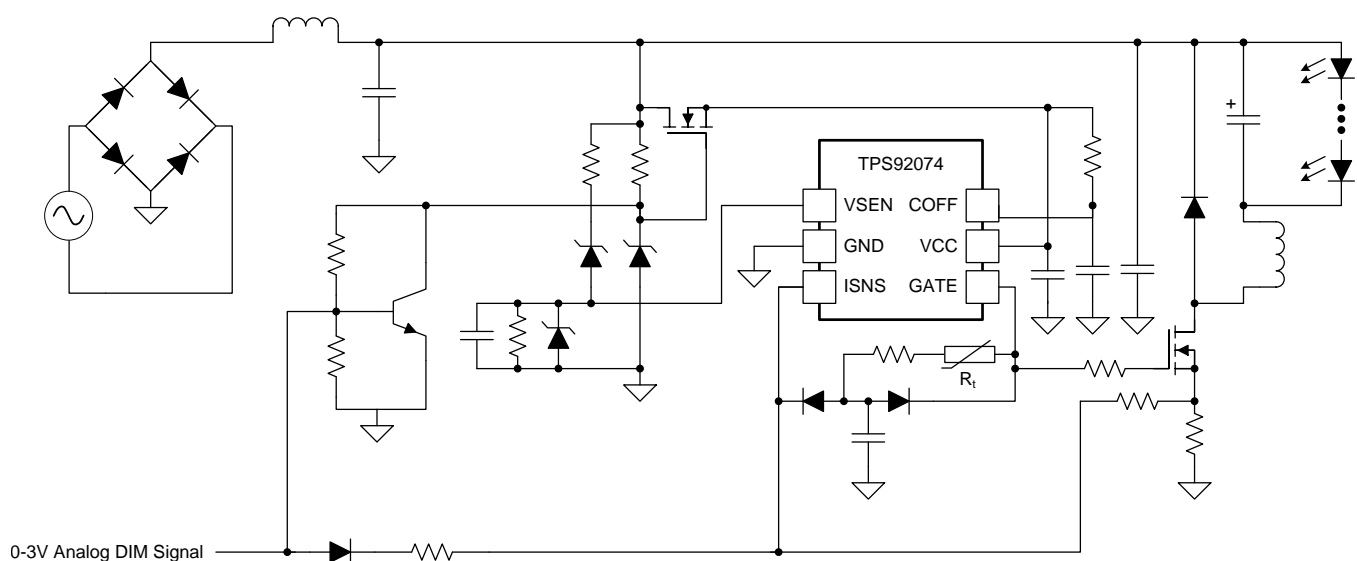 TPS92074
VSEN COFF
GND VCC
ISNS GATE
Rt
+
0-3V Analog DIM Signal